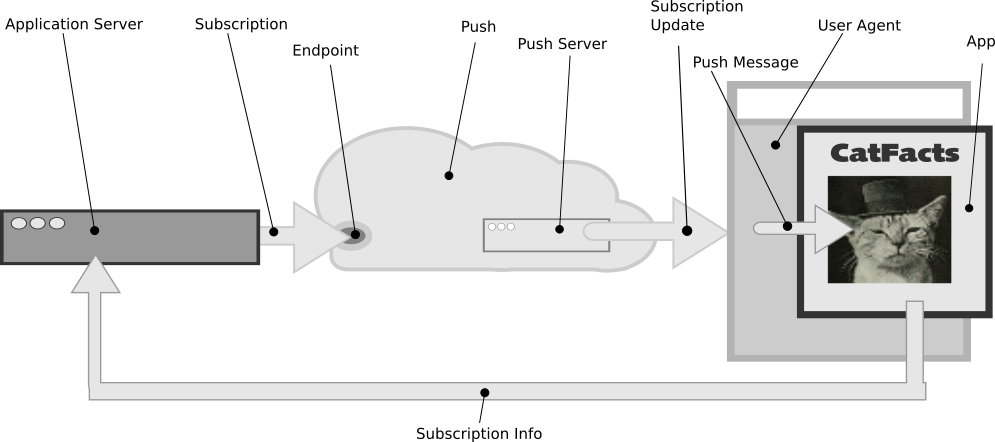 Application Server
Subscription
Endpoint
Push
Push Server
Subscription
Update
Push Message
User Agent
App
CatFacts
Subscription Info